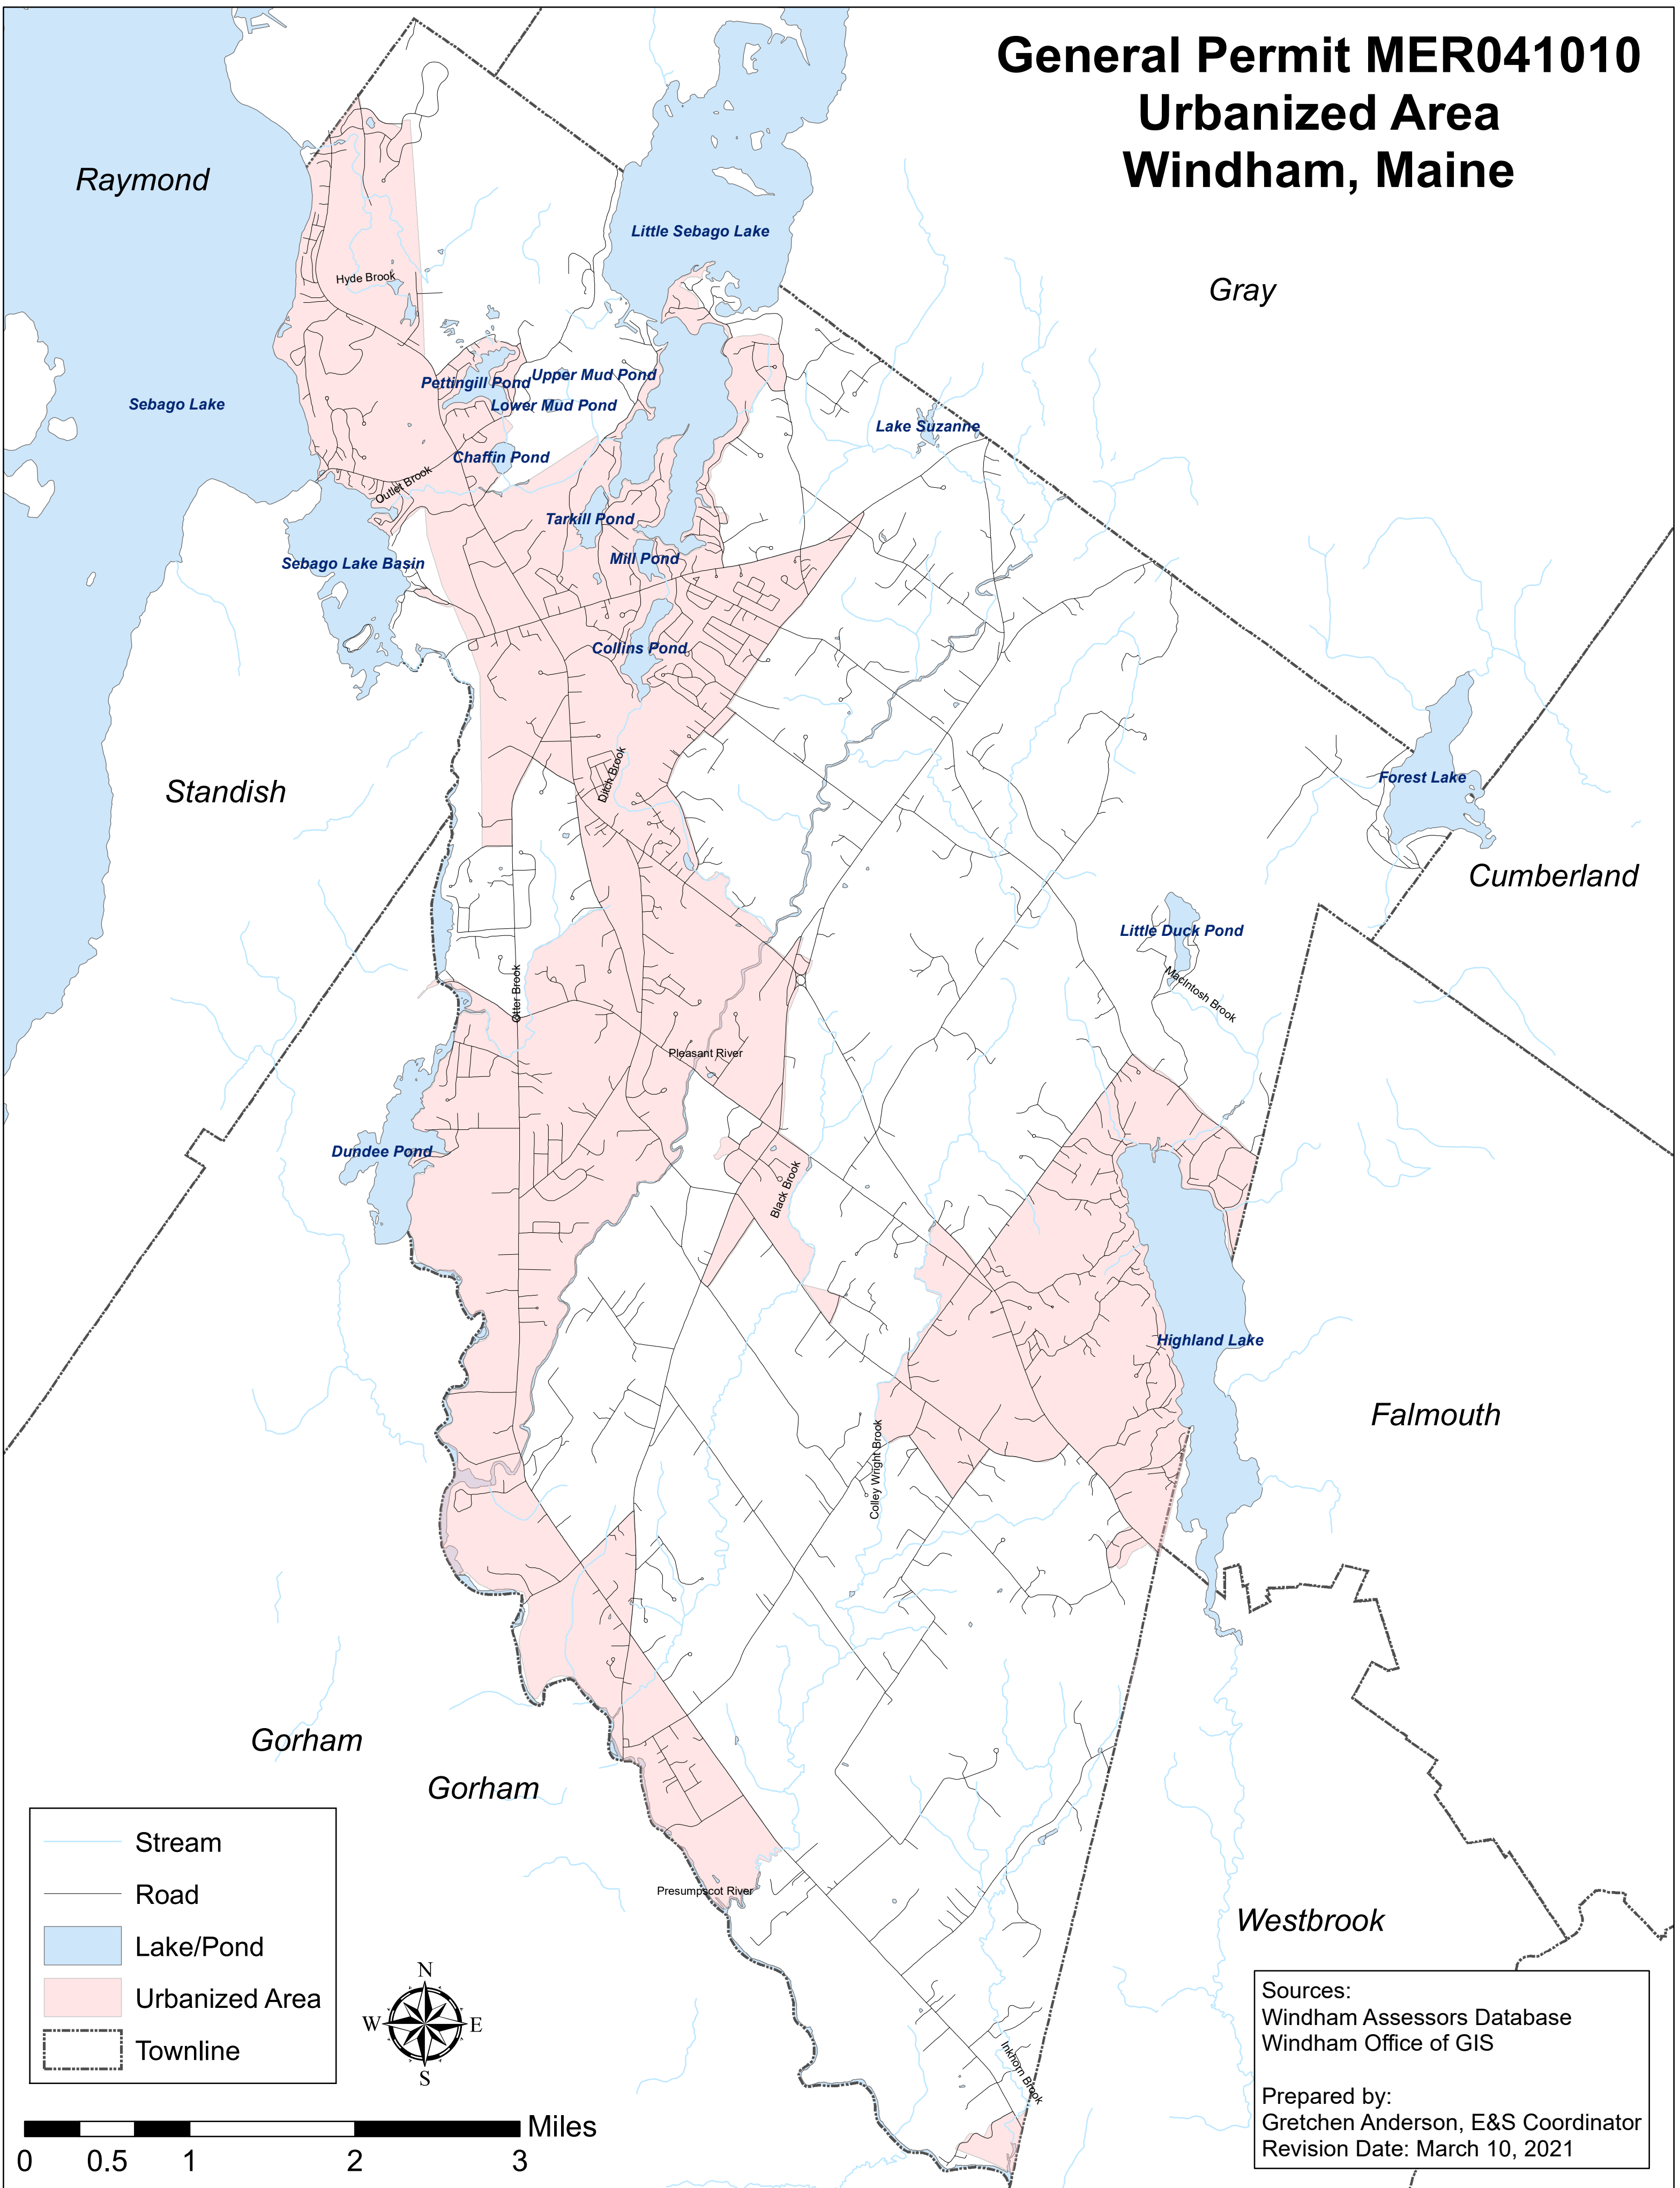 General Permit MER041010
Urbanized Area
Windham, Maine
Raymond
Little Sebago Lake
Gray
Hyde Brook
Pettingill Pond
Upper Mud Pond
Lower Mud Pond
Sebago Lake
Lake Suzanne
Chaffin Pond
Outlet Brook
Tarkill Pond
Mill Pond
Sebago Lake Basin
Collins Pond
Ditch Brook
Forest Lake
Standish
Cumberland
Little Duck Pond
MacIntosh Brook
Otter Brook
Pleasant River
Dundee Pond
Black Brook
Highland Lake
Falmouth
Colley Wright Brook
Gorham
Gorham
Presumpscot River
Westbrook
Inkhorn Brook
Stream
Road
Lake/Pond
Urbanized Area
Townline
N
W E
S
Miles
0 0.5 1 2 3
Sources:
Windham Assessors Database
Windham Office of GIS
Prepared by:
Gretchen Anderson, E&S Coordinator
Revision Date: March 10, 2021